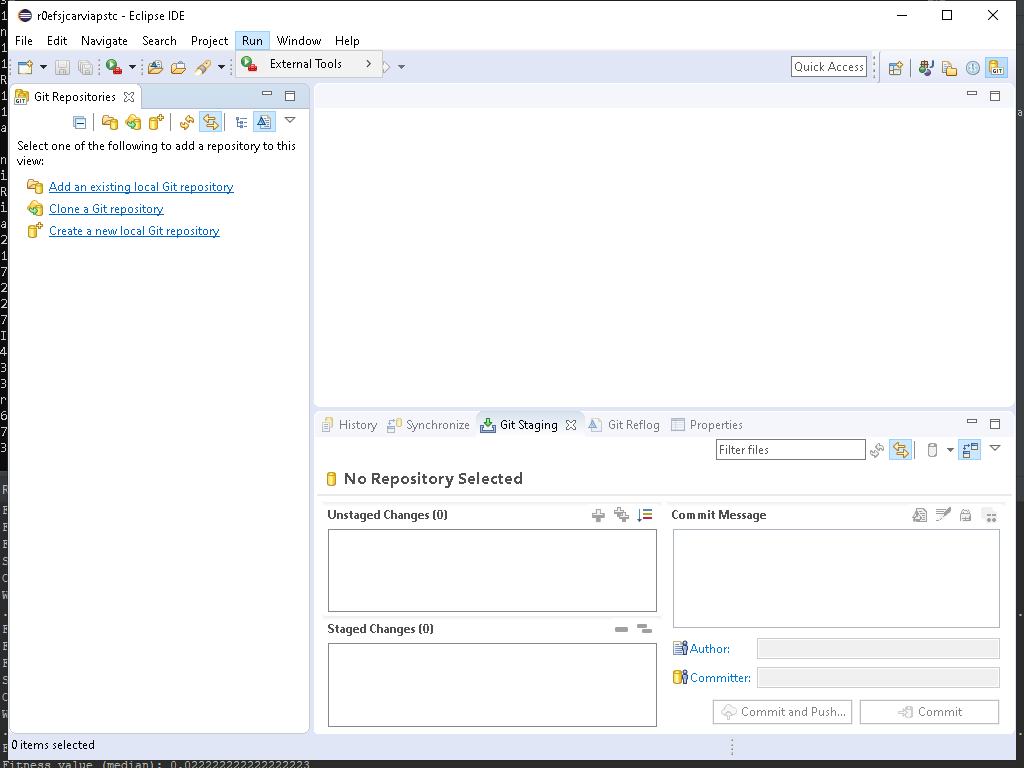 r0efsjcarviapstc - Eclipse IDE
File Edit Navigate Search Project Run Window Help
External Tools
Quick Access
Git Repositories
Select one of the following to add a repository to this
view:
Add an existing local Git repository
Clone a Git repository
Create a new local Git repository
History Synchronize Git Staging Git Reflog Properties
Filter files
No Repository Selected
Unstaged Changes (0)
Commit Message
Staged Changes (0)
Author:
Committer:
Commit and Push...
Commit
0 items selected
Fitness value (median): 0.022222222222222223